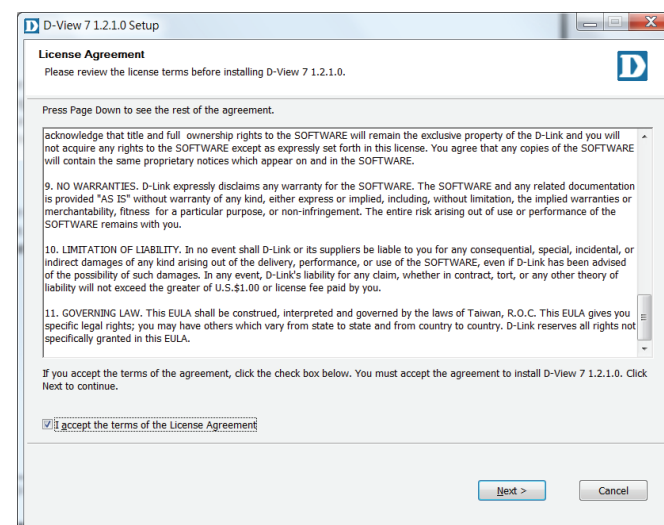 D-View 7 1.2.1.0 Setup
License Agreement
Please review the license terms before installing D-View 7 1.2.1.0.
Press Page Down to see the rest of the agreement.
acknowledge that title and full ownership rights to the SOFTWARE will remain the exclusive property of the D-Link and you will
not acquire any rights to the SOFTWARE except as expressly set forth in this license. You agree that any copies of the SOFTWARE
will contain the same proprietary notices which appear on and in the SOFTWARE.
9. NO WARRANTIES. D-Link expressly disclaims any warranty for the SOFTWARE. The SOFTWARE and any related documentation
is provided "AS IS" without warranty of any kind, either express or implied, including, without limitation, the implied warranties or
merchantability, fitness for a particular purpose, or non-infringement. The entire risk arising out of use or performance of the
SOFTWARE remains with you.
10. LIMITATION OF LIABILITY. In no event shall D-Link or its suppliers be liable to you for any consequential, special, incidental, or
indirect damages of any kind arising out of the delivery, performance, or use of the SOFTWARE, even if D-Link has been advised
of the possibility of such damages. In any event, D-Link's liability for any claim, whether in contract, tort, or any other theory of
liability will not exceed the greater of U.S.$1.00 or license fee paid by you.
11. GOVERNING LAW. This EULA shall be construed, interpreted and governed by the laws of Taiwan, R.O.C. This EULA gives you
specific legal rights; you may have others which vary from state to state and from country to country. D-Link reserves all rights not
specifically granted in this EULA.
If you accept the terms of the agreement, click the check box below. You must accept the agreement to install D-View 7 1.2.1.0. Click
Next to continue.
I accept the terms of the License Agreement
Next >
Cancel